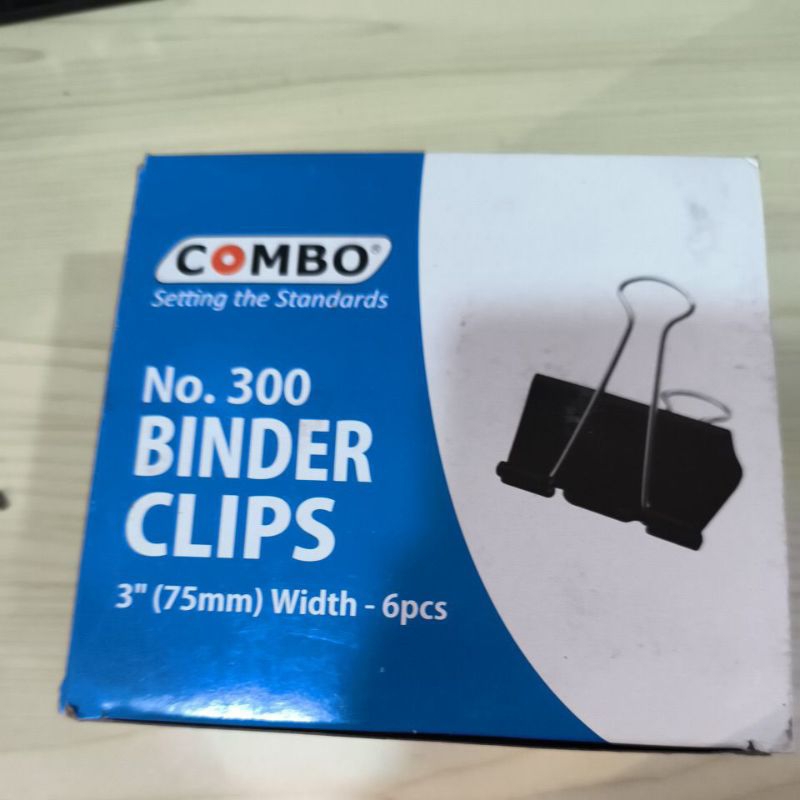 COMBO®
Setting the Standards
No. 300
BINDER
CLIPS
3" (75mm) Width - 6pcs